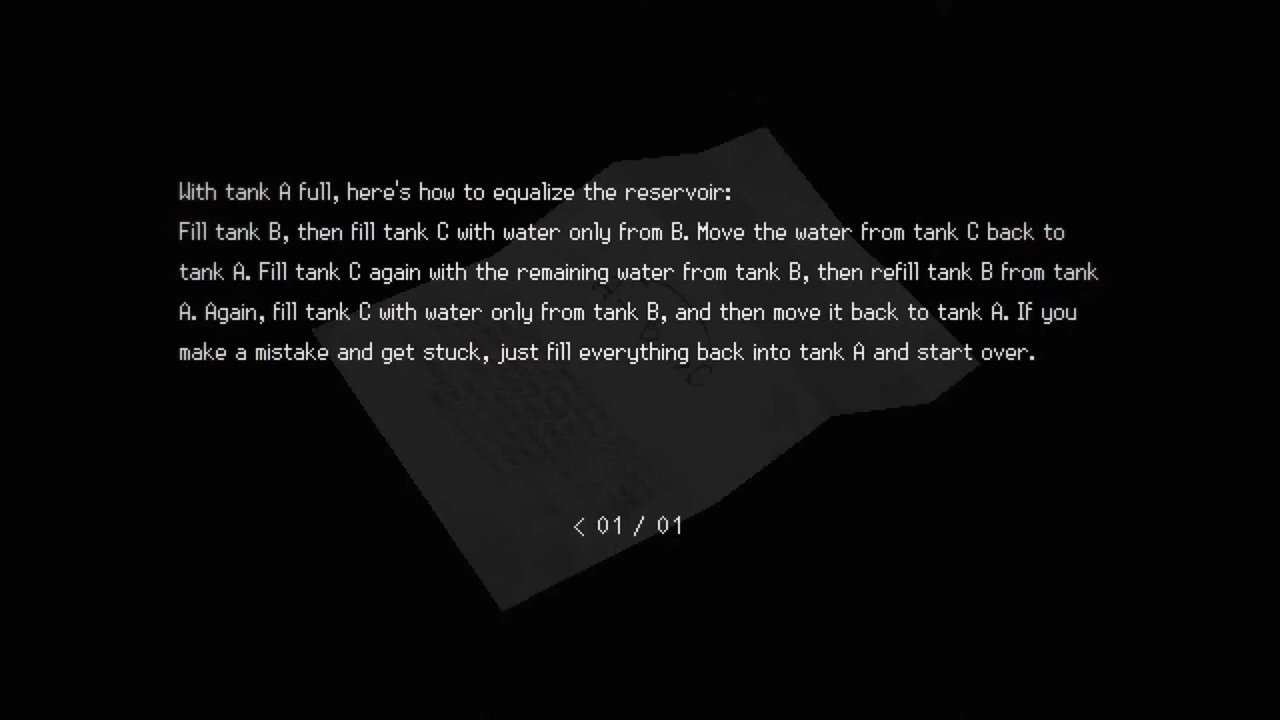 With tank A full, here's how to equalize the reservoir:
Fill tank B, then fill tank C with water only from B. Move the water from tank C back to
tank A. Fill tank C again with the remaining water from tank B, then refill tank B from tank
A. Again, fill tank C with water only from tank B, and then move it back to tank A. If you
make a mistake and get stuck, just fill everything back into tank A and start over.
< 01 / 01